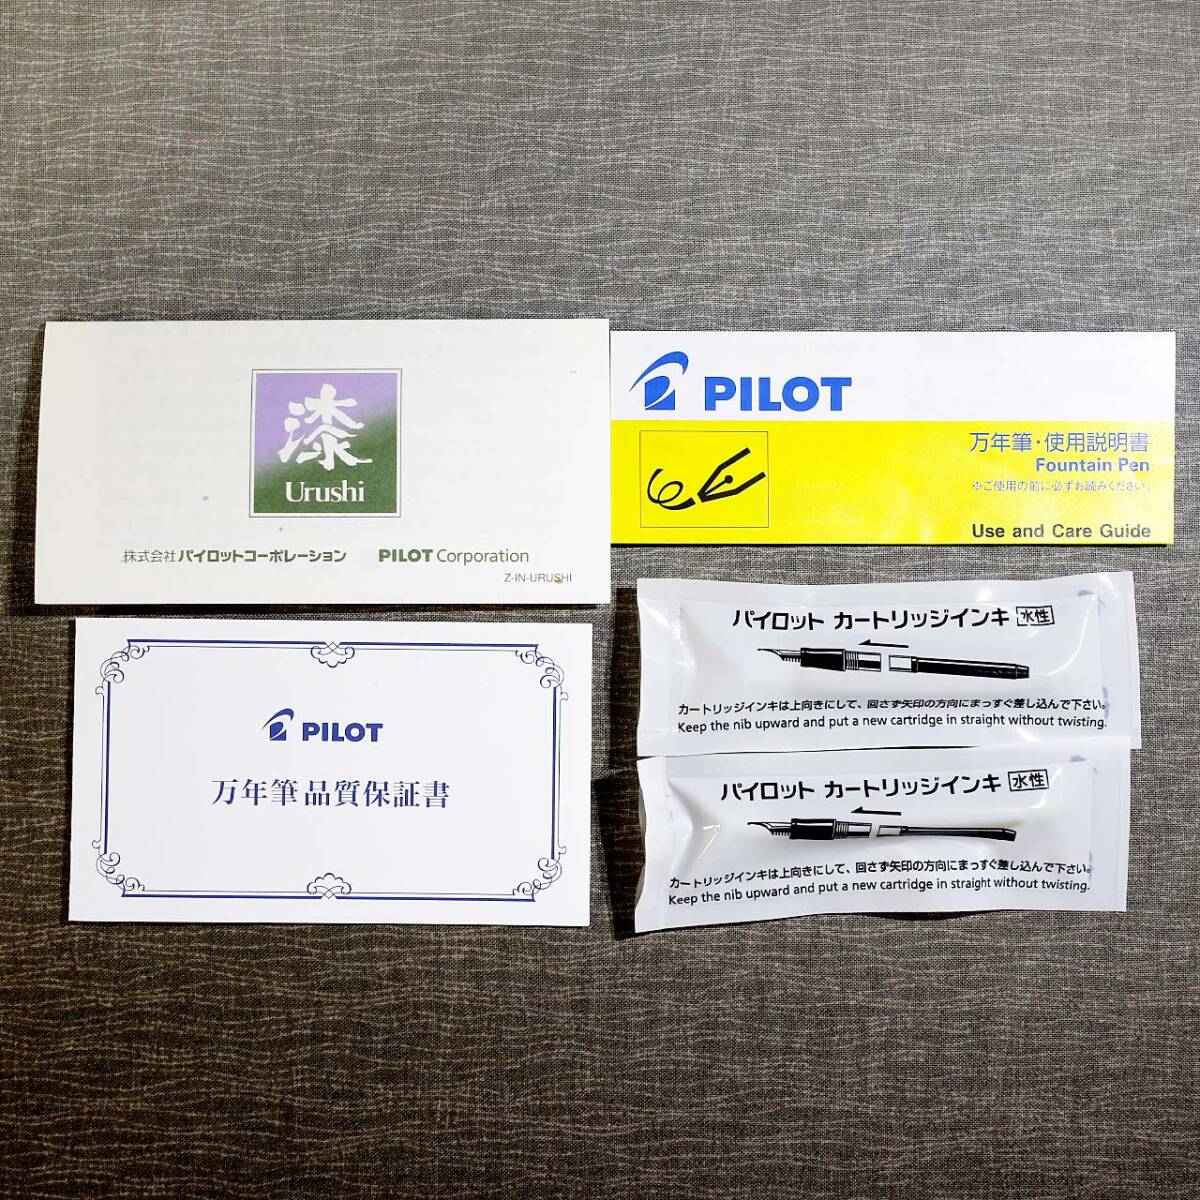 漆
Urushi
株式会社パイロットコーポレーション PILOT Corporation
Z-IN-URUSHI
PILOT
万年筆・使用説明書
Fountain Pen
※ご使用の前に必ずお読みください。
Use and Care Guide
PILOT
万年筆品質保証書
パイロット カートリッジインキ 水性
カートリッジインキは上向きにして、回さず矢印の方向にまっすぐ差し込んで下さい。
Keep the nib upward and put a new cartridge in straight without twisting.
パイロット カートリッジインキ 水性
カートリッジインキは上向きにして、回さず矢印の方向にまっすぐ差し込んで下さい。
Keep the nib upward and put a new cartridge in straight without twisting.